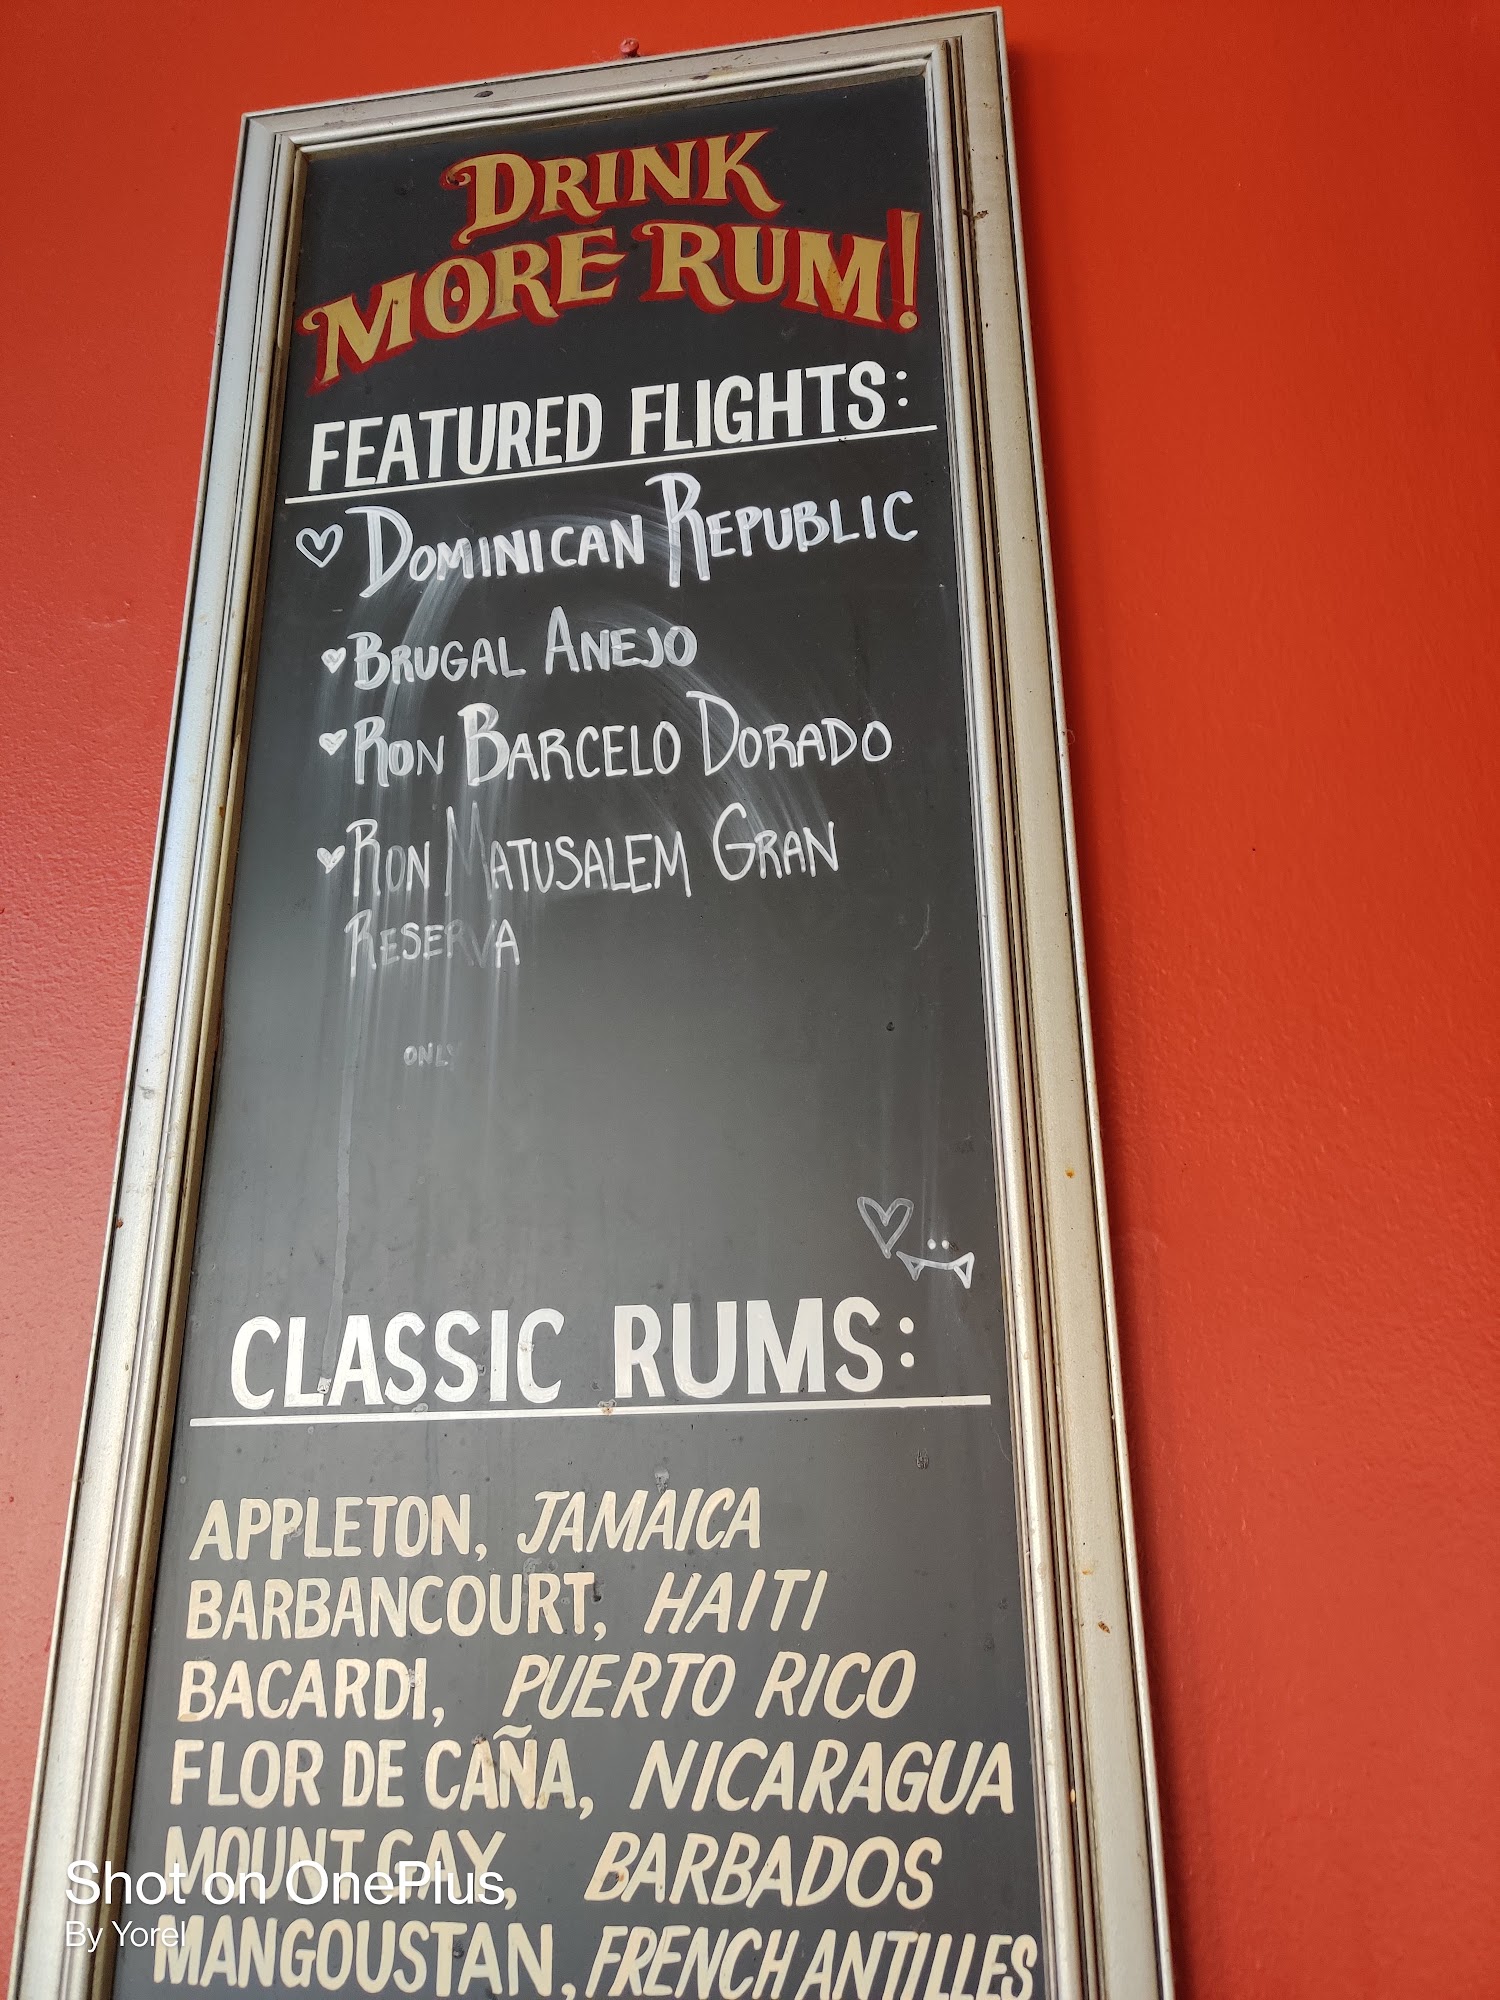 DRINK
MORE RUM!
FEATURED FLIGHTS:
DOMINICAN REPUBLIC
BRUGAL ANEJO
RON BARCELO DORADO
RON MATUSALEM GRAN
RESERVA
ONLY
CLASSIC RUMS:
APPLETON, JAMAICA
BARBANCOURT, HAITI
BACARDI, PUERTO RICO
FLOR DE CAÑA, NICARAGUA
MOUNT GAY, BARBADOS
MANGOUSTAN, FRENCH ANTILLES
Shot on OnePlus
By Yorel